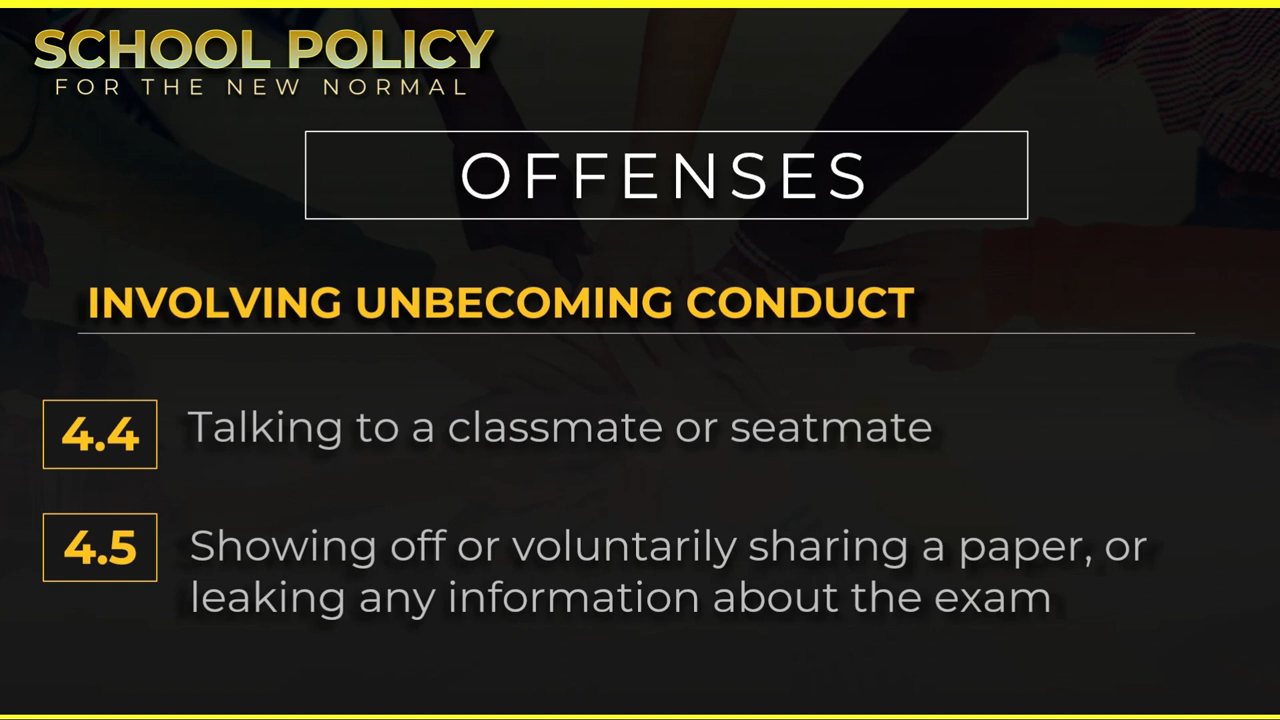 SCHOOL POLICY
FOR THE NEW NORMAL
OFFENSES
INVOLVING UNBECOMING CONDUCT
4.4 Talking to a classmate or seatmate
4.5 Showing off or voluntarily sharing a paper, or
leaking any information about the exam